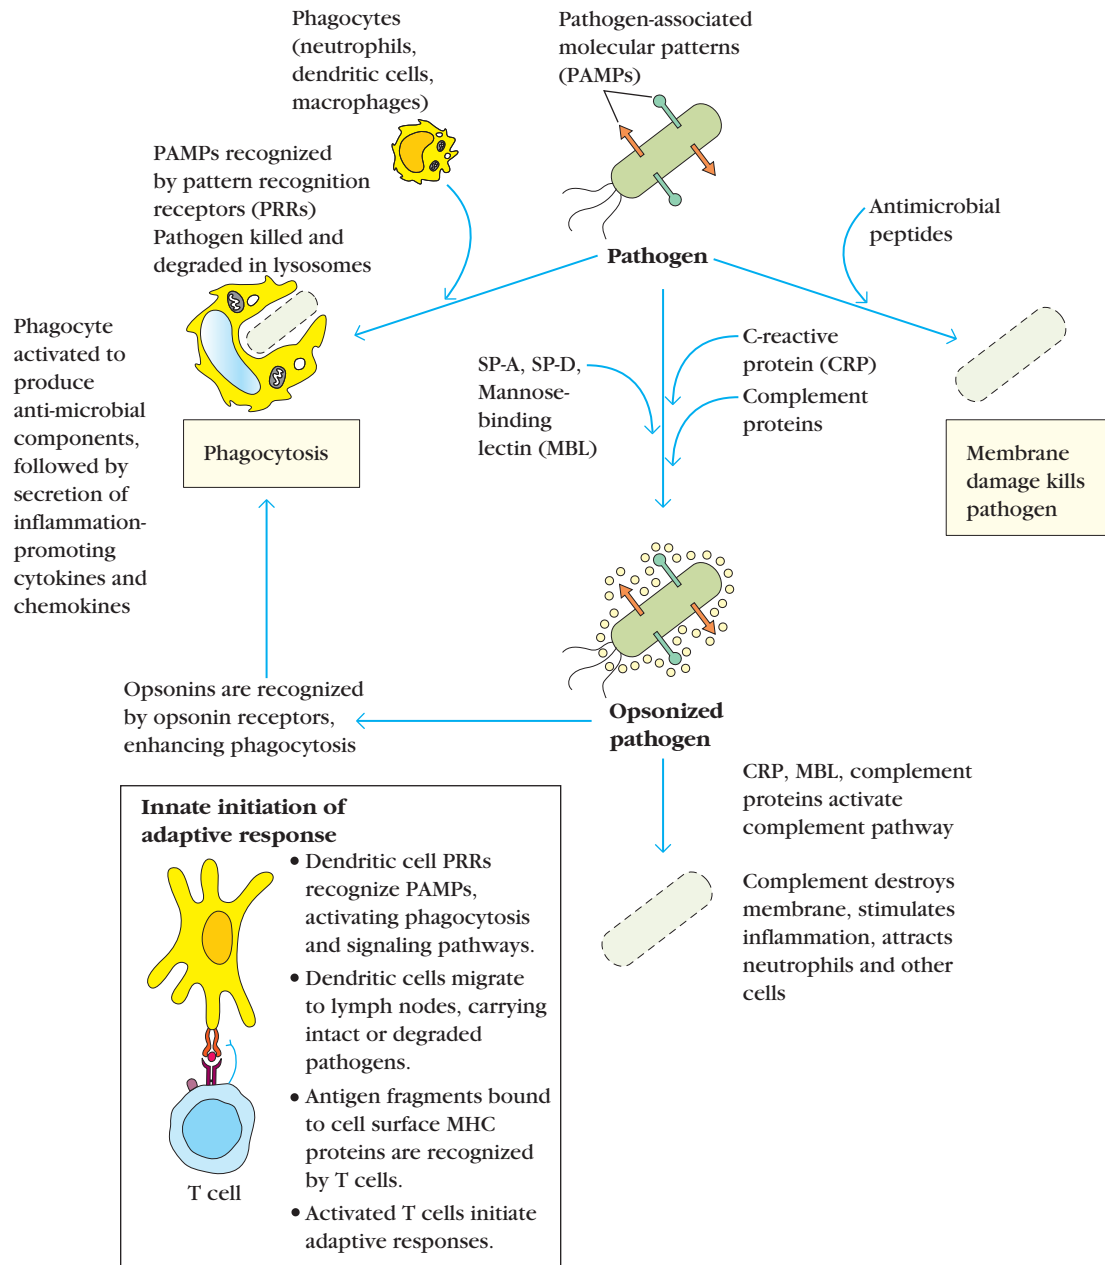 Phagocytes
(neutrophils,
dendritic cells,
macrophages)
Pathogen-associated
molecular patterns
(PAMPs)
PAMPs recognized
by pattern recognition
receptors (PRRs)
Pathogen killed and
degraded in lysosomes
Antimicrobial
peptides
Pathogen
Phagocyte
activated to
produce
anti-microbial
components,
followed by
secretion of
inflammation-
promoting
cytokines and
chemokines
SP-A, SP-D,
Mannose-
binding
lectin (MBL)
C-reactive
protein (CRP)
Complement
proteins
Phagocytosis
Membrane
damage kills
pathogen
Opsonins are recognized
by opsonin receptors,
enhancing phagocytosis
Opsonized
pathogen
CRP, MBL, complement
proteins activate
complement pathway
Complement destroys
membrane, stimulates
inflammation, attracts
neutrophils and other
cells
Innate initiation of
adaptive response
• Dendritic cell PRRs
recognize PAMPs,
activating phagocytosis
and signaling pathways.
• Dendritic cells migrate
to lymph nodes, carrying
intact or degraded
pathogens.
• Antigen fragments bound
to cell surface MHC
proteins are recognized
by T cells.
• Activated T cells initiate
adaptive responses.
T cell